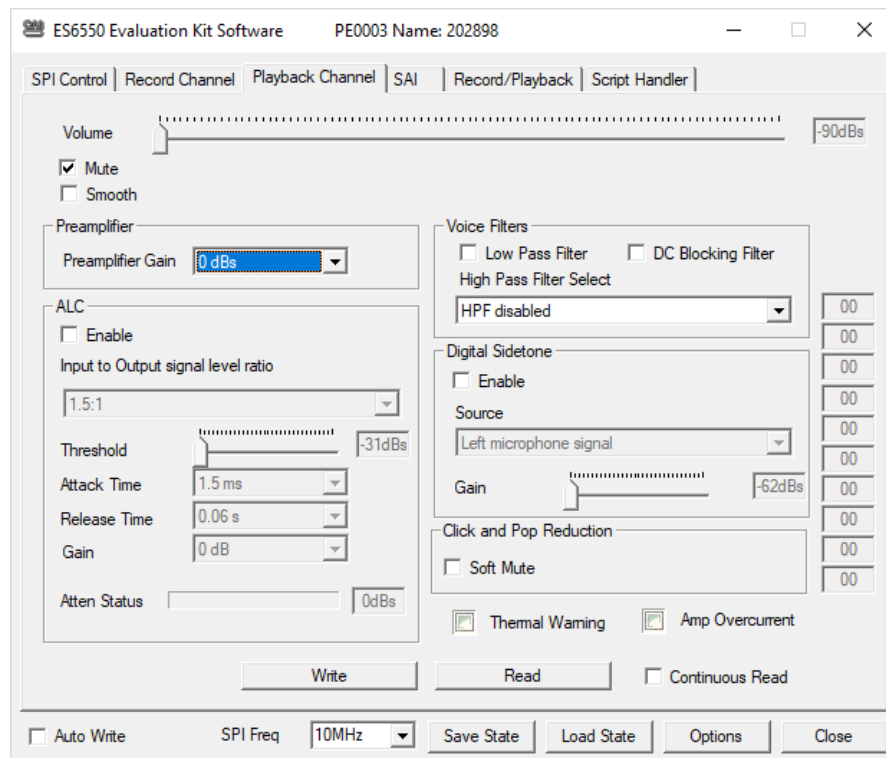 ES6550 Evaluation Kit Software PE0003 Name: 202898
SPI Control Record Channel Playback Channel SAI Record/Playback Script Handler
Volume -90dBs
Mute
Smooth
Preamplifier
Preamplifier Gain 0 dBs
ALC
Enable
Input to Output signal level ratio
1.5:1
Threshold -31dBs
Attack Time 1.5 ms
Release Time 0.06 s
Gain 0 dB
Atten Status 0dBs
Voice Filters
Low Pass Filter DC Blocking Filter
High Pass Filter Select
HPF disabled
Digital Sidetone
Enable
Source
Left microphone signal
Gain -62dBs
Click and Pop Reduction
Soft Mute
Thermal Warning Amp Overcurrent
00
00
00
00
00
00
00
00
00
00
Write Read Continuous Read
Auto Write SPI Freq 10MHz Save State Load State Options Close